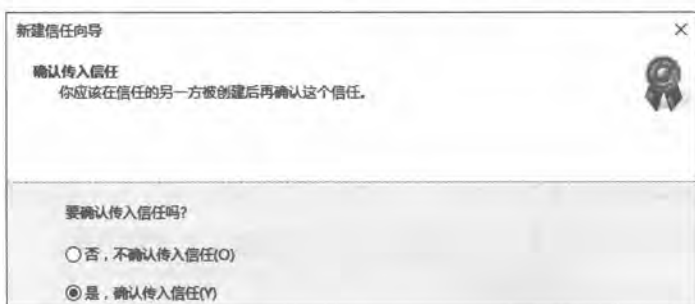 新建信任向导
确认传入信任
你应该在信任的另一方被创建后再确认这个信任。
要确认传入信任吗?
否，不确认传入信任(O)
是，确认传入信任(Y)